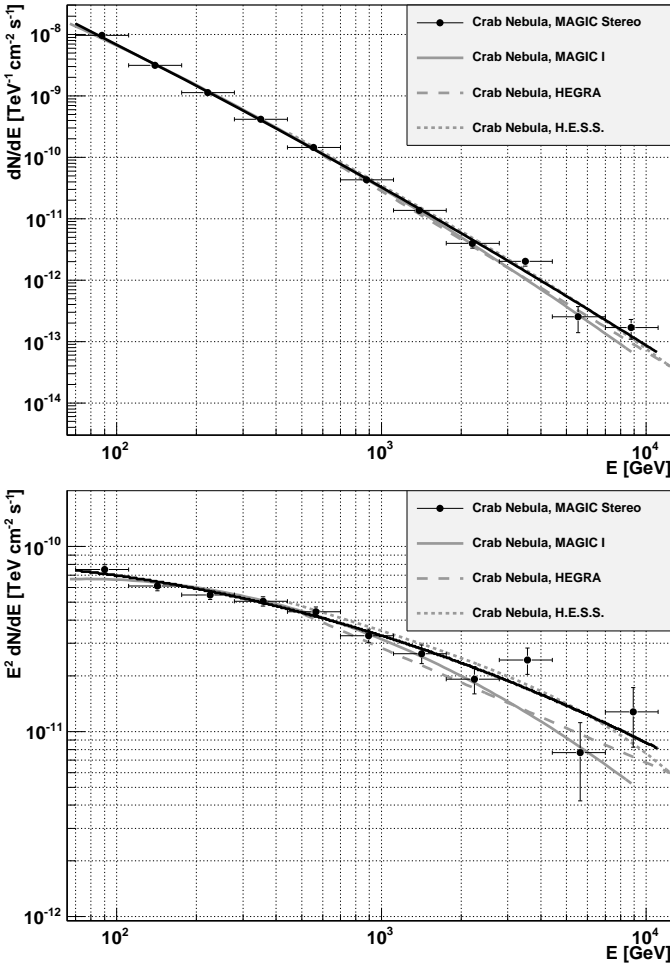 dN/dE [TeV⁻¹ cm⁻² s⁻¹]
10⁻⁸
10⁻⁹
10⁻¹⁰
10⁻¹¹
10⁻¹²
10⁻¹³
10⁻¹⁴
Crab Nebula, MAGIC Stereo
Crab Nebula, MAGIC I
Crab Nebula, HEGRA
Crab Nebula, H.E.S.S.
10² 10³ 10⁴
E [GeV]
E² dN/dE [TeV cm⁻² s⁻¹]
10⁻¹⁰
10⁻¹¹
10⁻¹²
Crab Nebula, MAGIC Stereo
Crab Nebula, MAGIC I
Crab Nebula, HEGRA
Crab Nebula, H.E.S.S.
10² 10³ 10⁴
E [GeV]